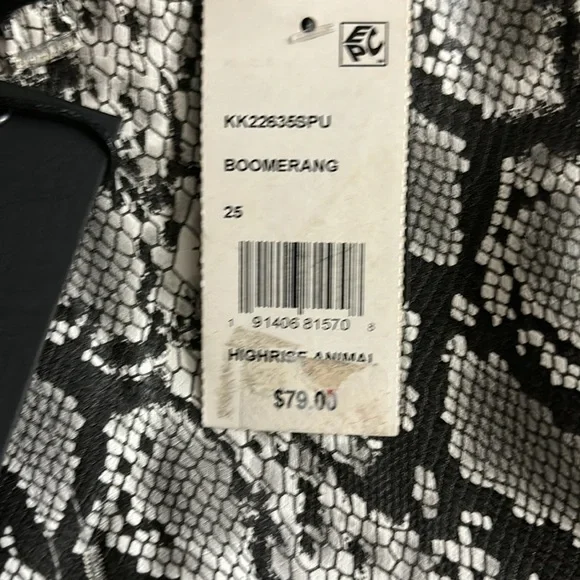 EPC
KK22635SPU
BOOMERANG
25
1 91406 81570 8
HIGHRISE ANIMAL
$79.00